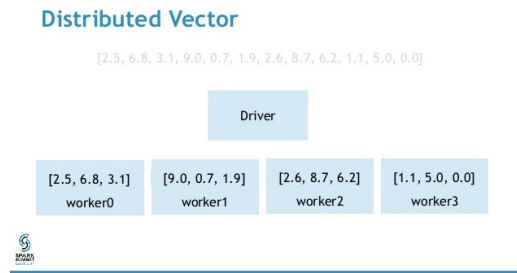 Distributed Vector
[2.5, 6.8, 3.1, 9.0, 0.7, 1.9, 2.6, 8.7, 6.2, 1.1, 5.0, 0.0]
Driver
[2.5, 6.8, 3.1]
worker0
[9.0, 0.7, 1.9]
worker1
[2.6, 8.7, 6.2]
worker2
[1.1, 5.0, 0.0]
worker3
SPARK
SUMMIT